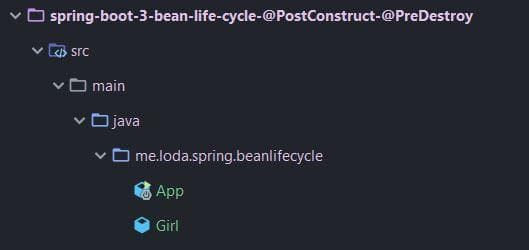 spring-boot-3-bean-life-cycle-@PostConstruct-@PreDestroy
src
main
java
me.loda.spring.beanlifecycle
App
Girl